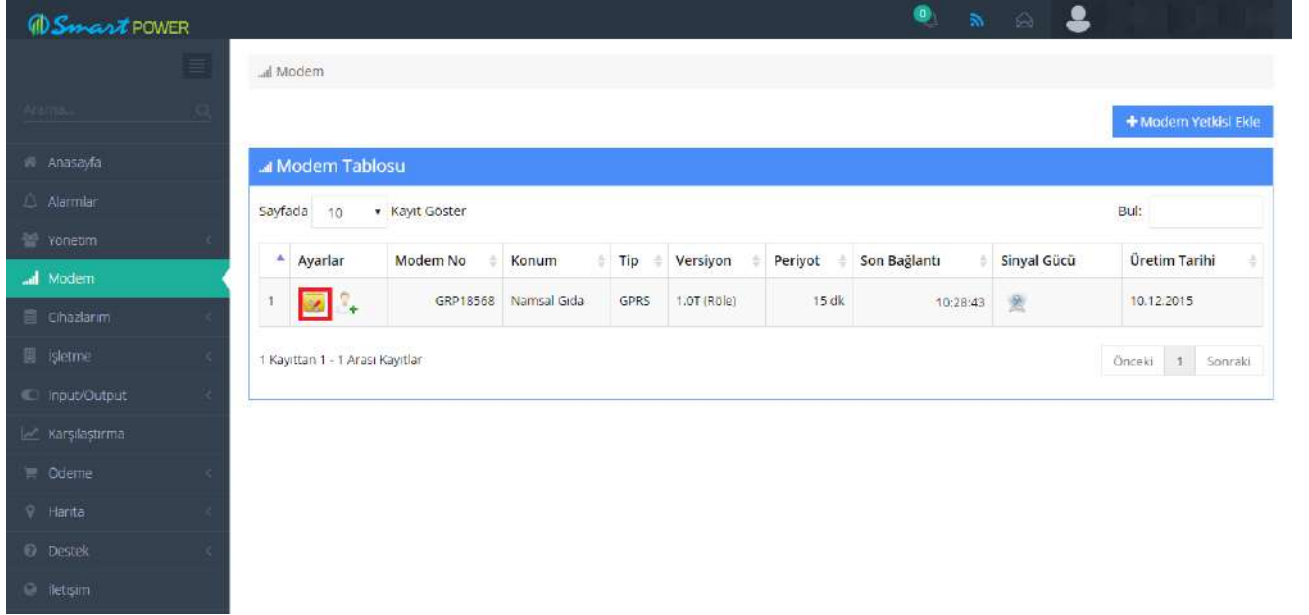 Smart POWER
0
Modem
Arama...
+ Modem Yetkisi Ekle
Anasayfa
Modem Tablosu
Alarmlar
Sayfada 10 Kayıt Göster
Bul:
Yönetim
Ayarlar Modem No Konum Tip Versiyon Periyot Son Bağlantı Sinyal Gücü Üretim Tarihi
Modem
1 GRP18568 Namsal Gıda GPRS 1.0T (Röle) 15 dk 10:28:43 10.12.2015
Cihazlarım
İşletme
1 Kayıttan 1 - 1 Arası Kayıtlar
Önceki 1 Sonraki
Input/Output
Karşılaştırma
Ödeme
Harita
Destek
İletişim